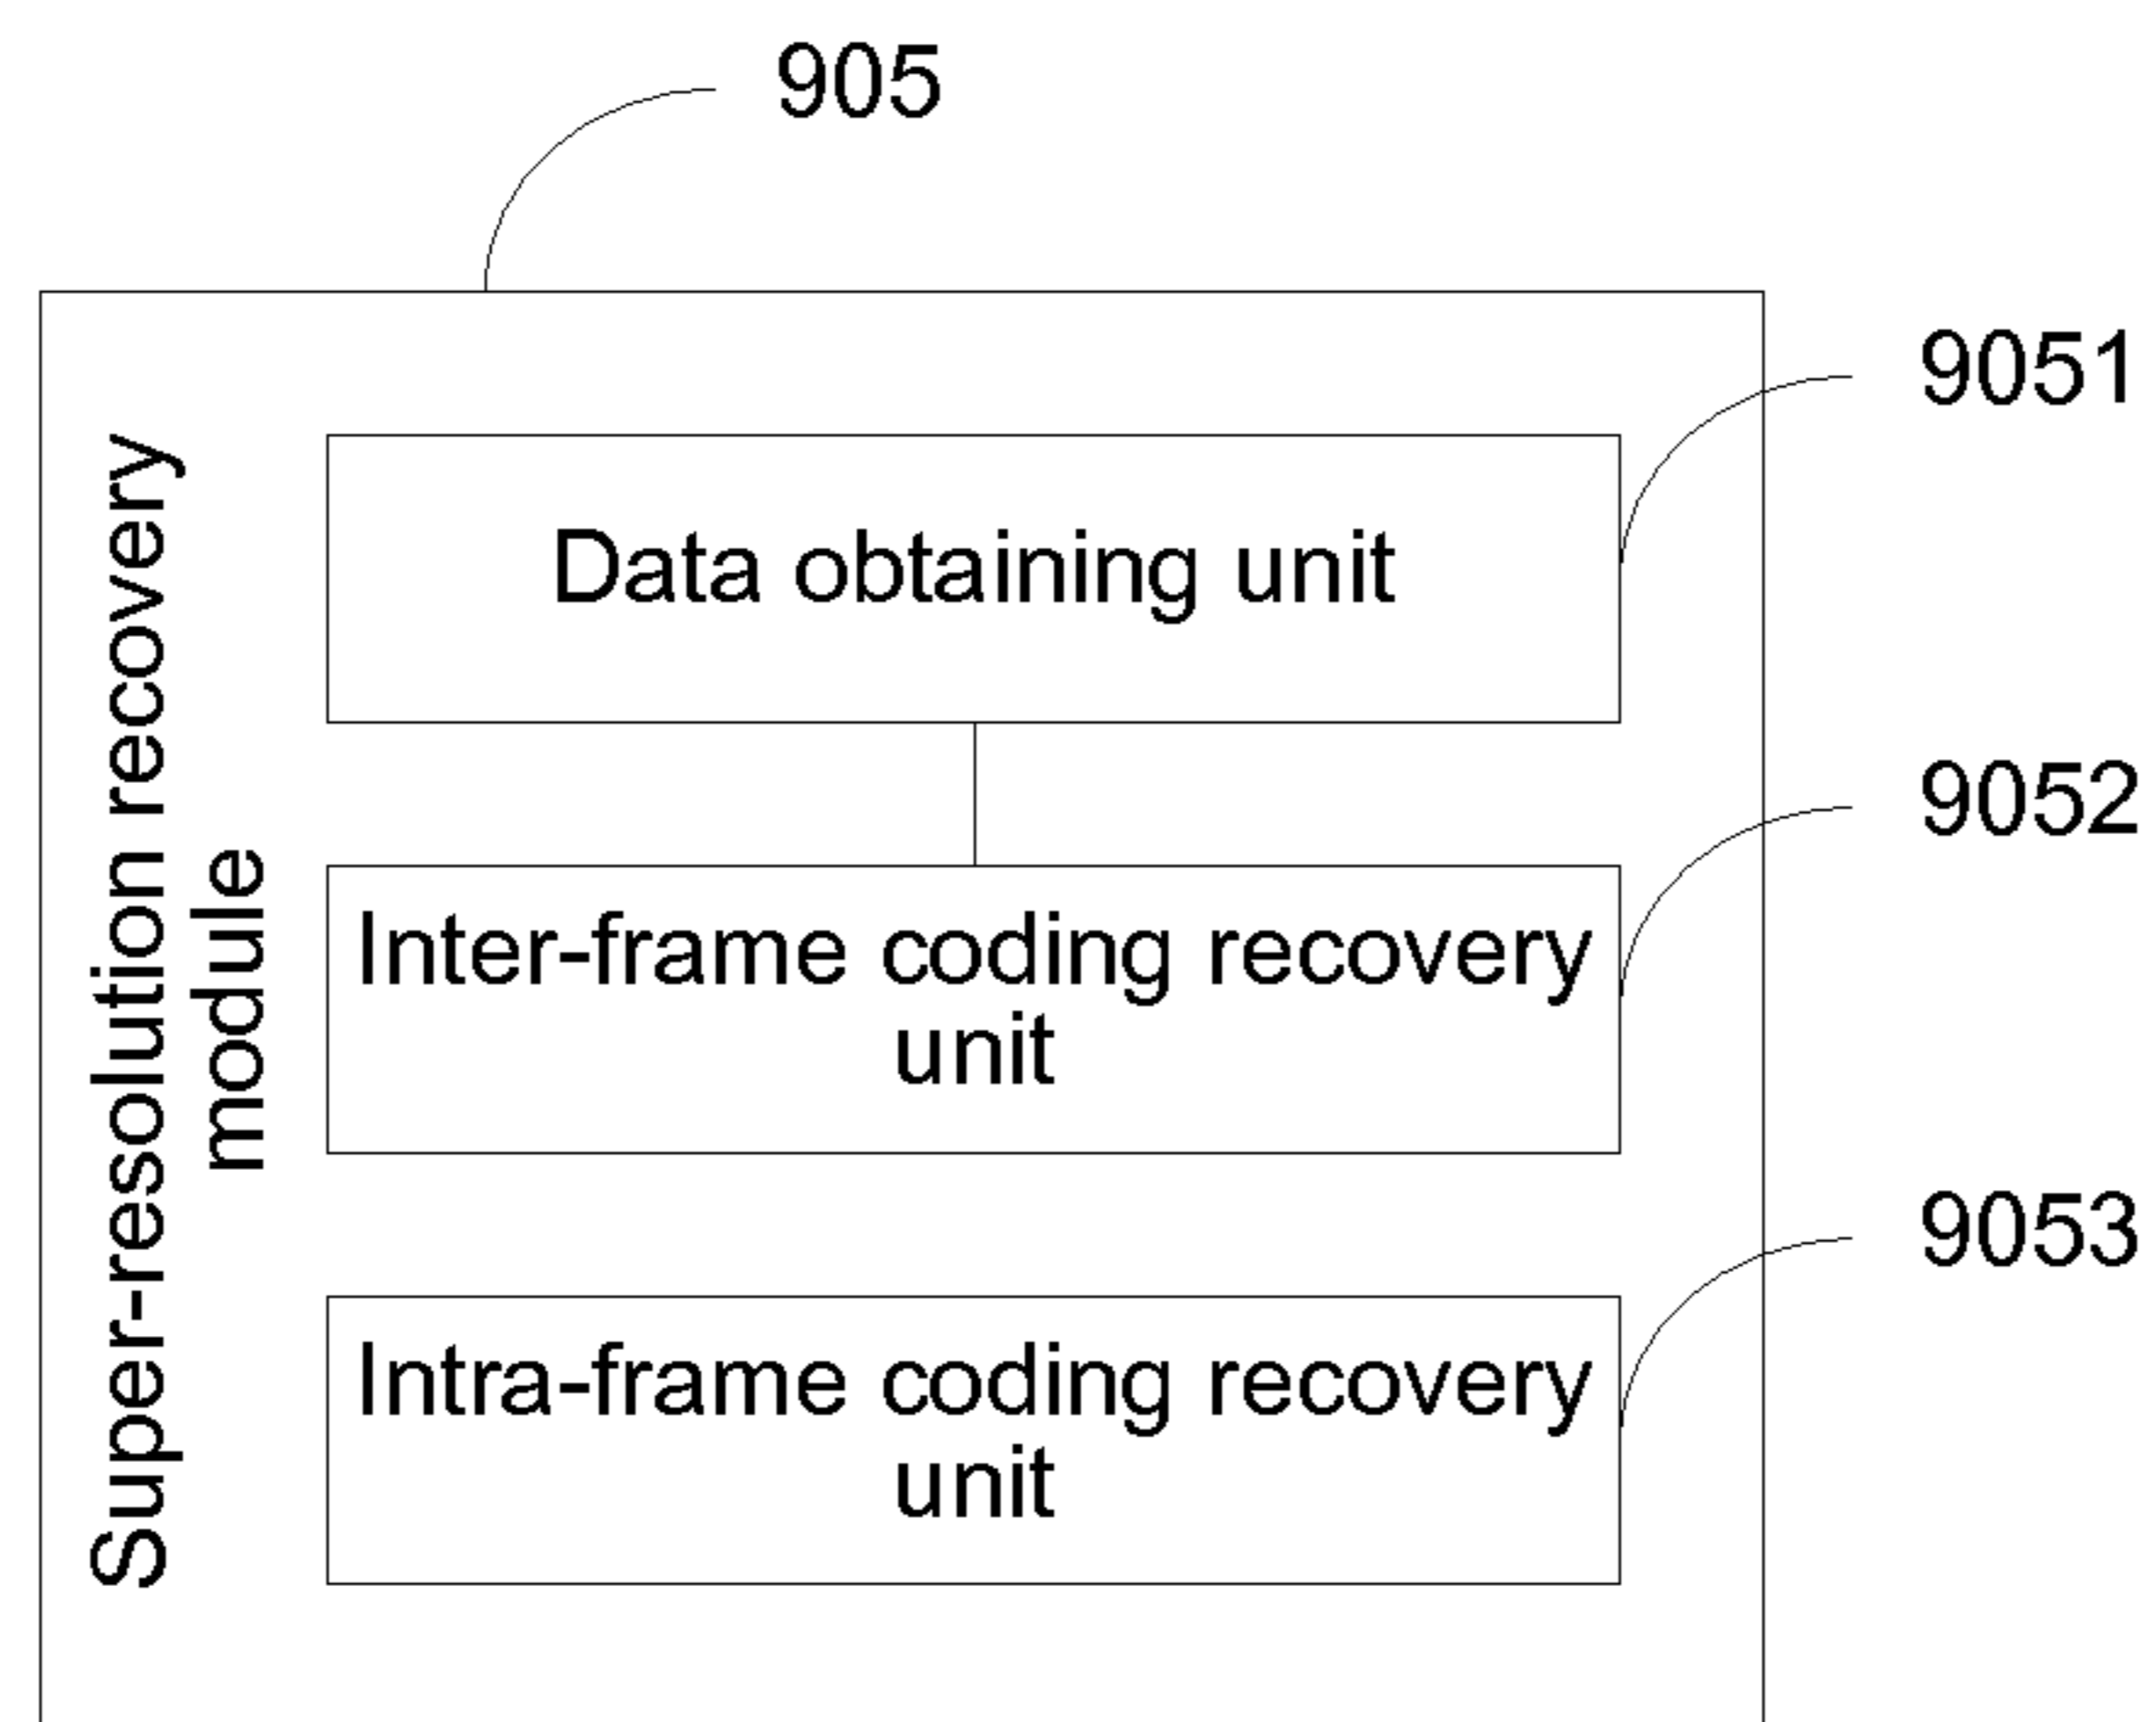 905
9051
Data obtaining unit
Super-resolution recovery
module
9052
Inter-frame coding recovery
unit
9053
Intra-frame coding recovery
unit